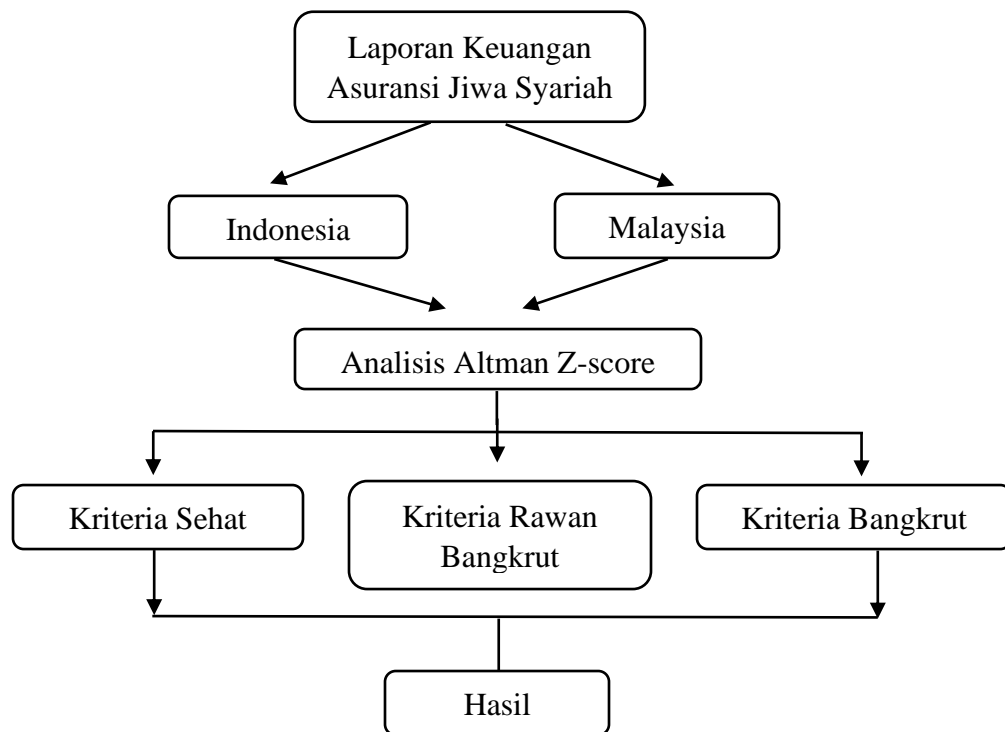 Laporan Keuangan
Asuransi Jiwa Syariah
Indonesia
Malaysia
Analisis Altman Z-score
Kriteria Sehat
Kriteria Rawan
Bangkrut
Kriteria Bangkrut
Hasil